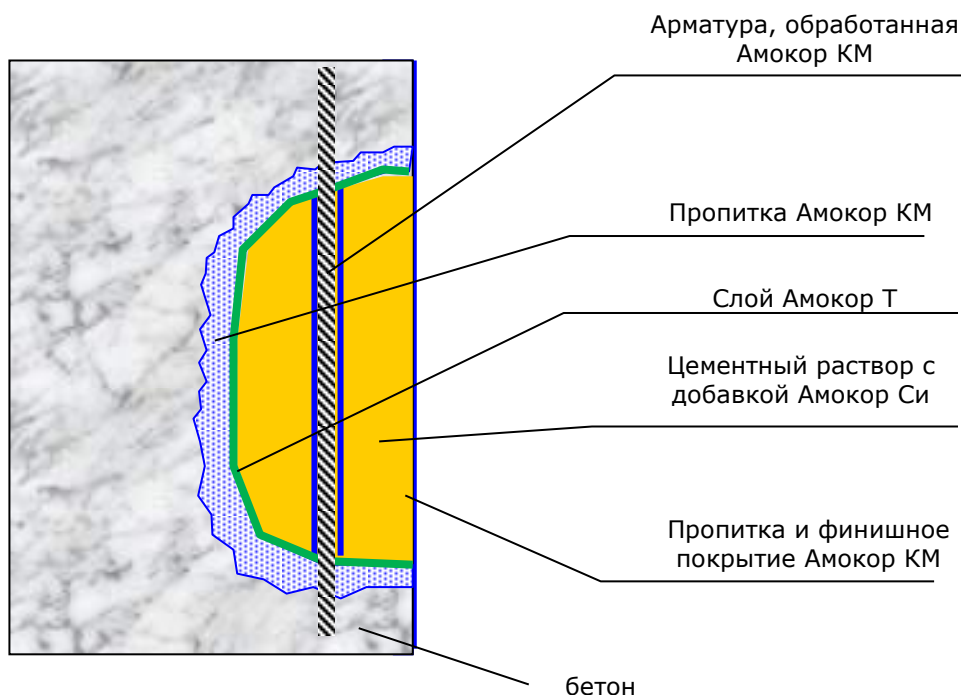 Арматура, обработанная
Амокор КМ
Пропитка Амокор КМ
Слой Амокор Т
Цементный раствор с
добавкой Амокор Си
Пропитка и финишное
покрытие Амокор КМ
бетон